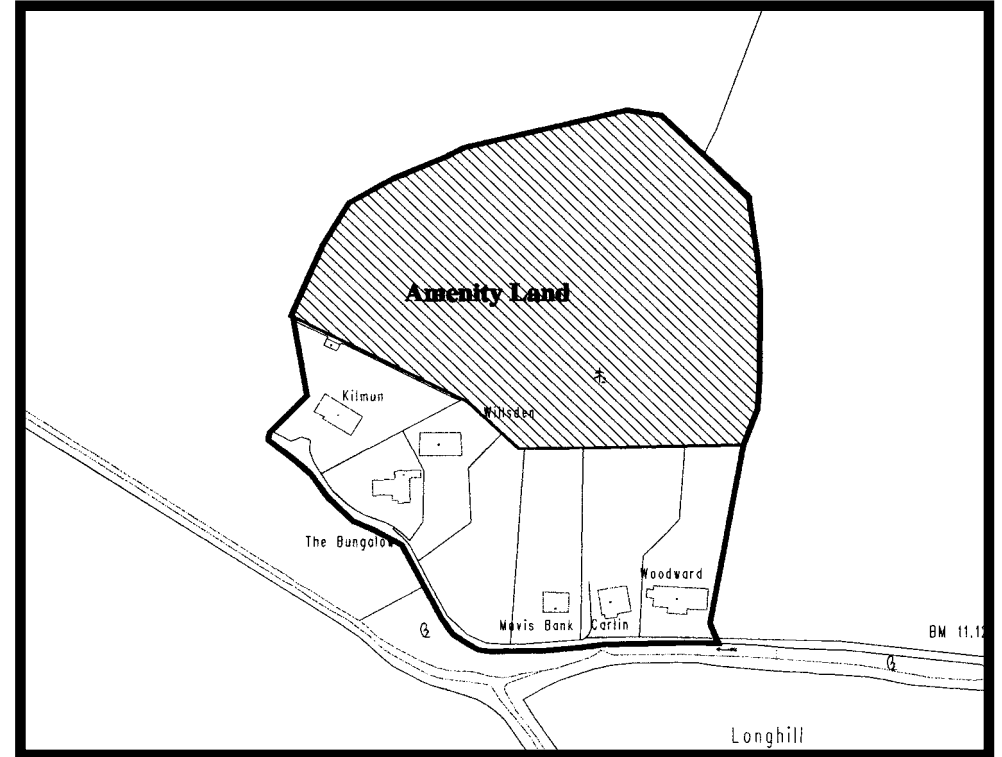 Amenity Land
Kilmun
Willsden
The Bungalow
Mavis Bank
Carlin
Woodward
BM 11.12
Longhill